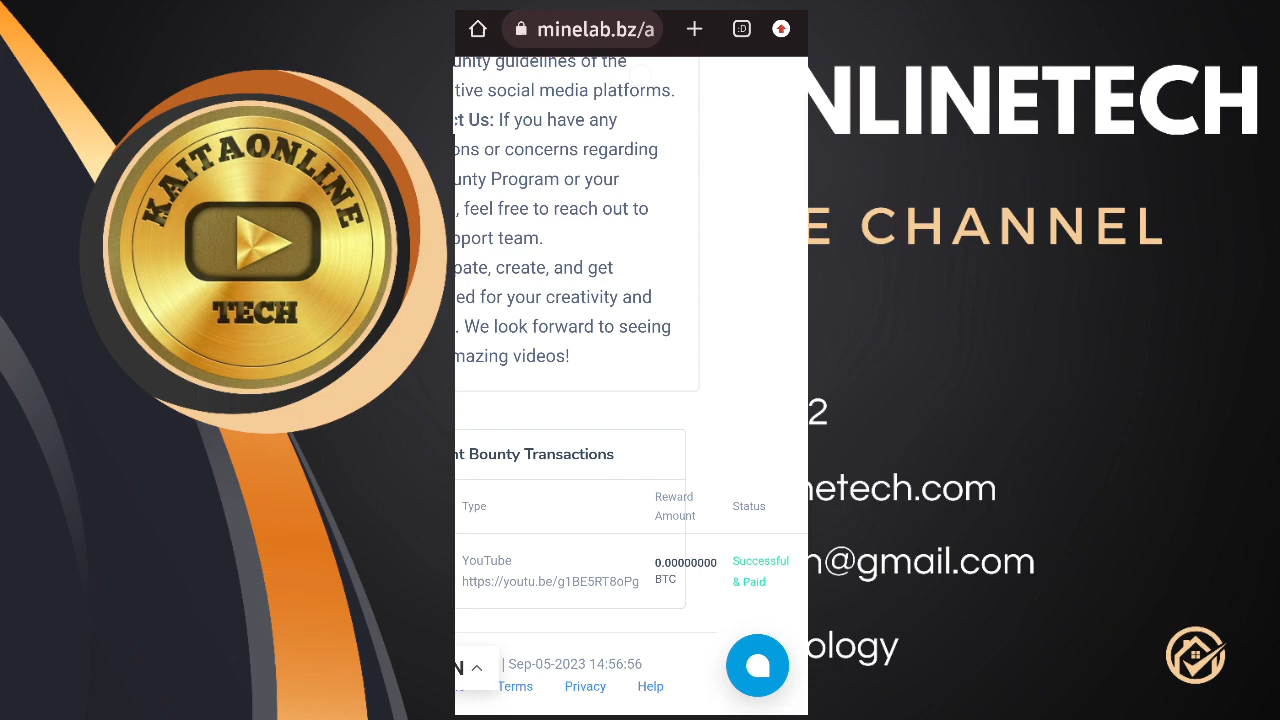 KAITAONLINE
TECH
NLINETECH
E CHANNEL
2
netech.com
n@gmail.com
ology
minelab.bz/a
:D
unity guidelines of the
tive social media platforms.
ct Us: If you have any
ons or concerns regarding
unty Program or your
, feel free to reach out to
pport team.
pate, create, and get
ed for your creativity and
. We look forward to seeing
mazing videos!
nt Bounty Transactions
Type
Reward
Amount
Status
YouTube
https://youtu.be/g1BE5RT8oPg
0.00000000
BTC
Successful
& Paid
N
| Sep-05-2023 14:56:56
Terms
Privacy
Help